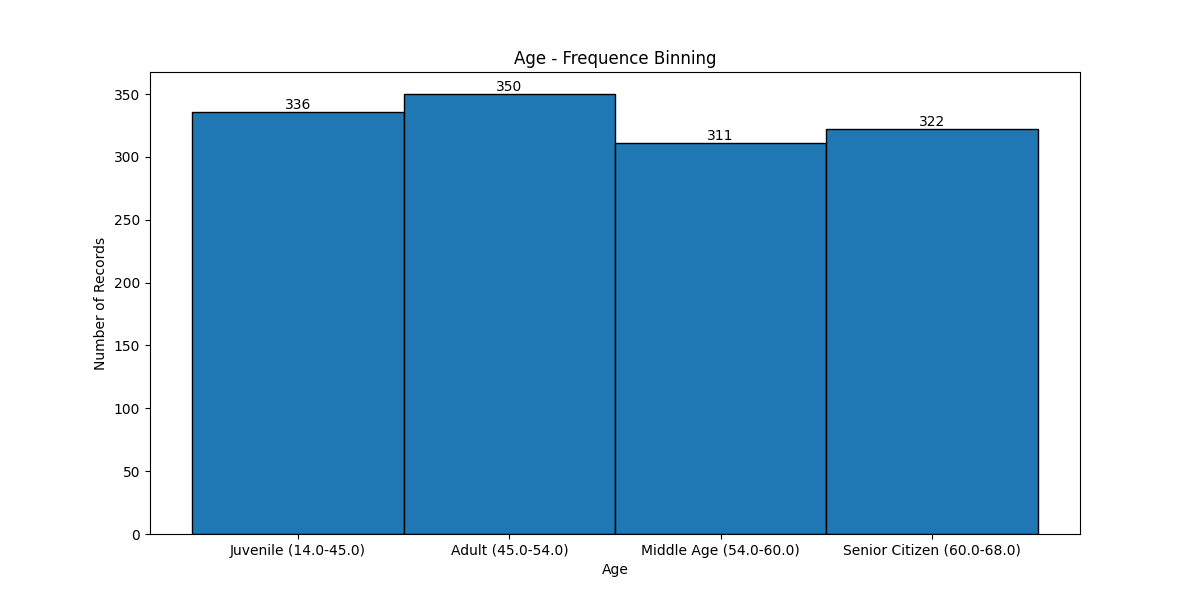 Age - Frequence Binning
336
350
311
322
350
300
250
200
150
100
50
0
Number of Records
Juvenile (14.0-45.0)
Adult (45.0-54.0)
Middle Age (54.0-60.0)
Senior Citizen (60.0-68.0)
Age